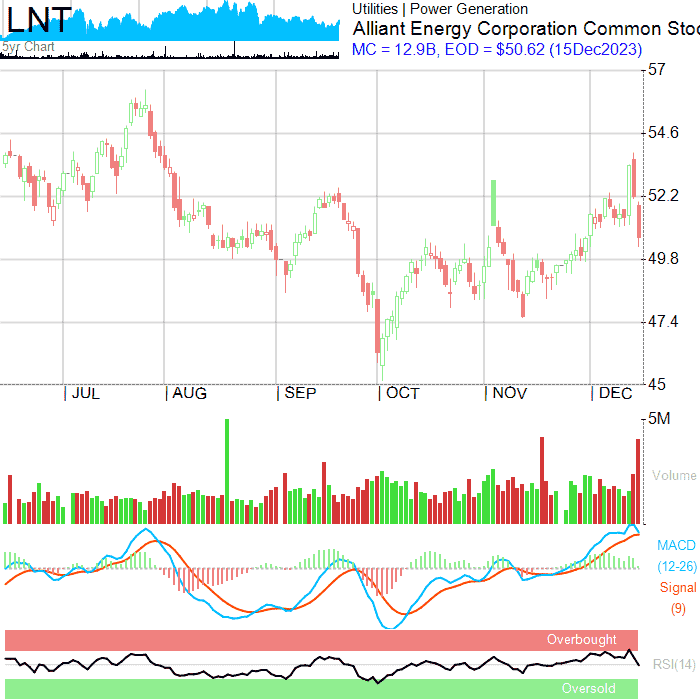 LNT
5yr Chart
Utilities | Power Generation
Alliant Energy Corporation Common Stoc
MC = 12.9B, EOD = $50.62 (15Dec2023)
57
54.6
52.2
49.8
47.4
45
JUL AUG SEP OCT NOV DEC
5M
Volume
MACD
(12-26)
Signal
(9)
Overbought
RSI(14)
Oversold